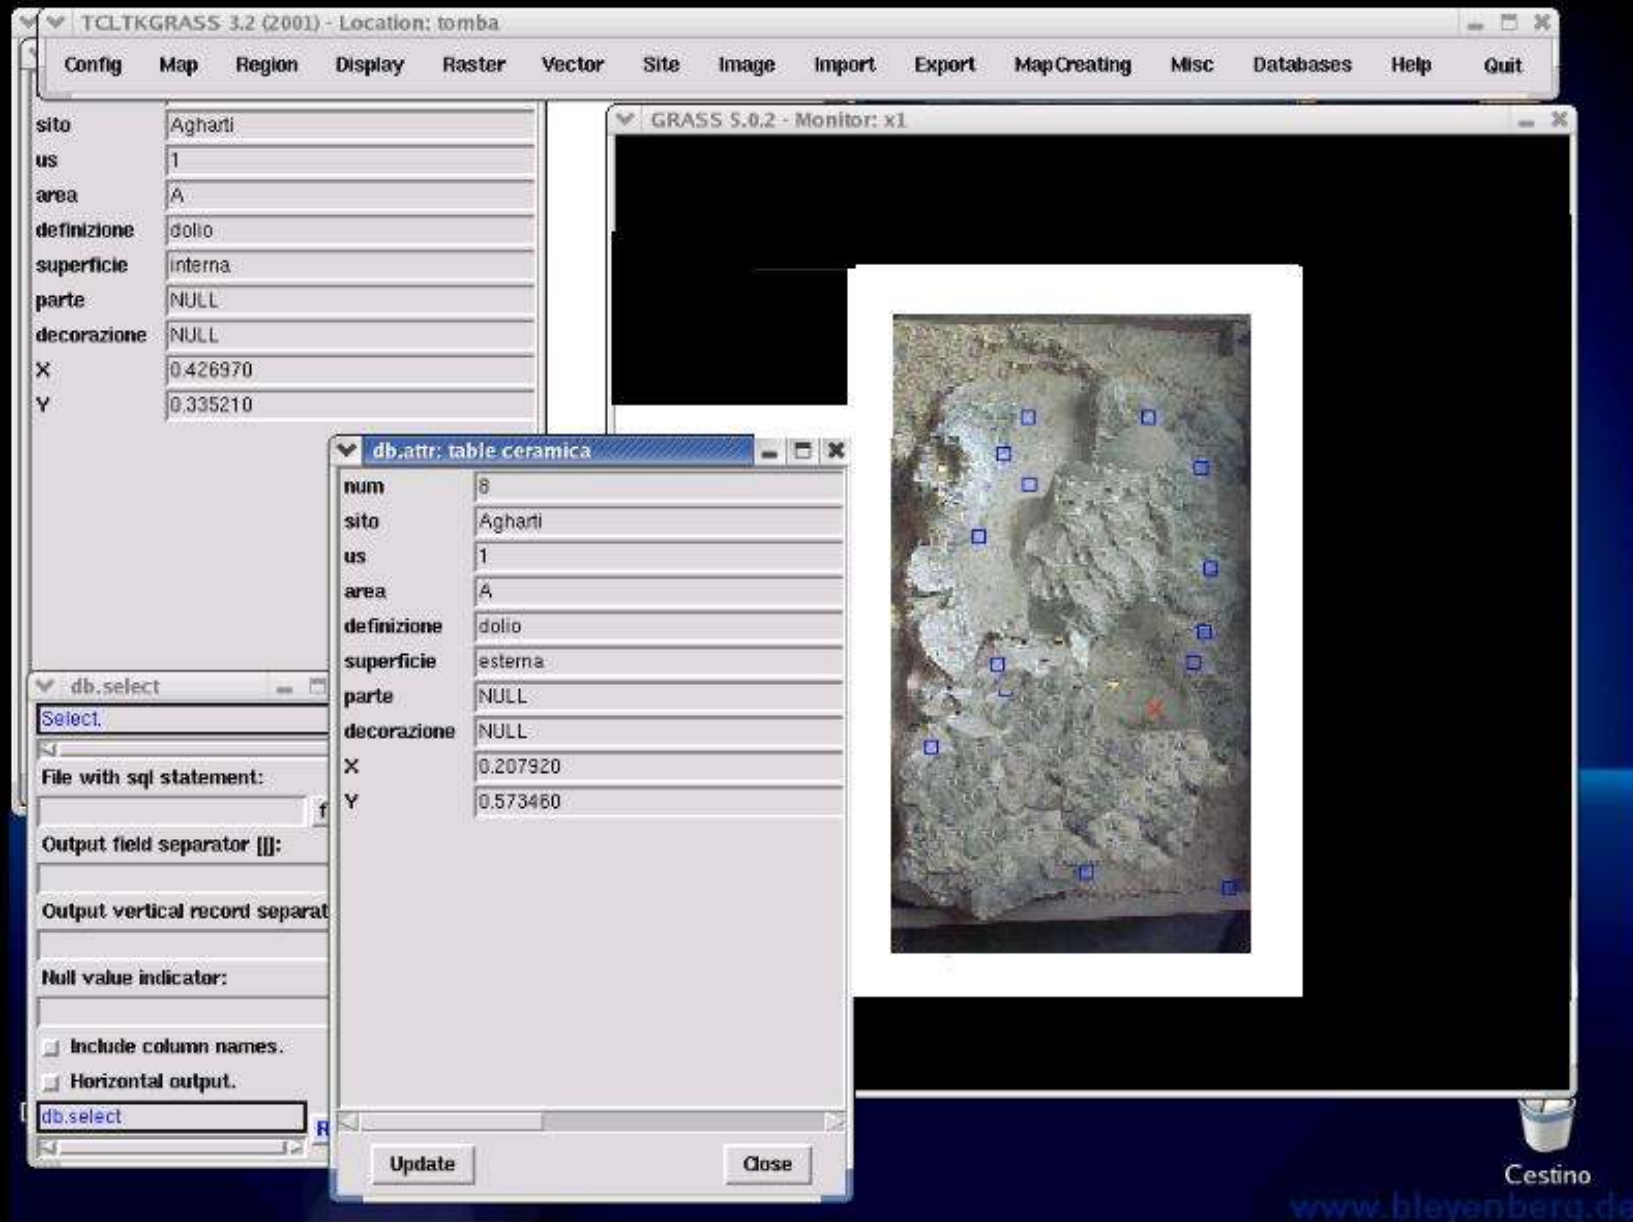 TCLTKGRASS 3.2 (2001) - Location: tomba
Config Map Region Display Raster Vector Site Image Import Export MapCreating Misc Databases Help Quit
sito Agharti
us 1
area A
definizione dolio
superficie interna
parte NULL
decorazione NULL
X 0.426970
Y 0.335210
GRASS 5.0.2 - Monitor: x1
db.attr: table ceramica
num 8
sito Agharti
us 1
area A
definizione dolio
superficie esterna
parte NULL
decorazione NULL
X 0.207920
Y 0.573460
Update Close
db.select
Select.
File with sql statement:
f
Output field separator [|]:
Output vertical record separat
Null value indicator:
Include column names.
Horizontal output.
db.select
R
Cestino
www.bleyenberg.de